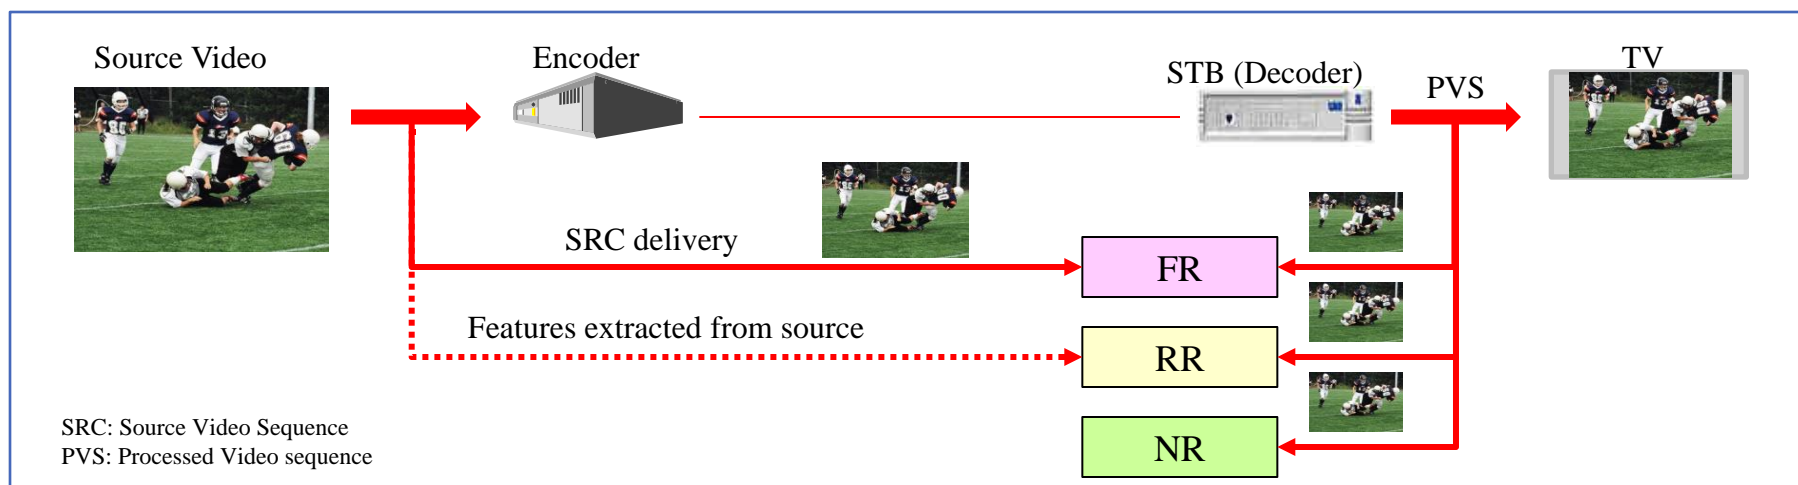 Source Video
Encoder
STB (Decoder)
PVS
TV
SRC delivery
FR
Features extracted from source
RR
NR
SRC: Source Video Sequence
PVS: Processed Video sequence